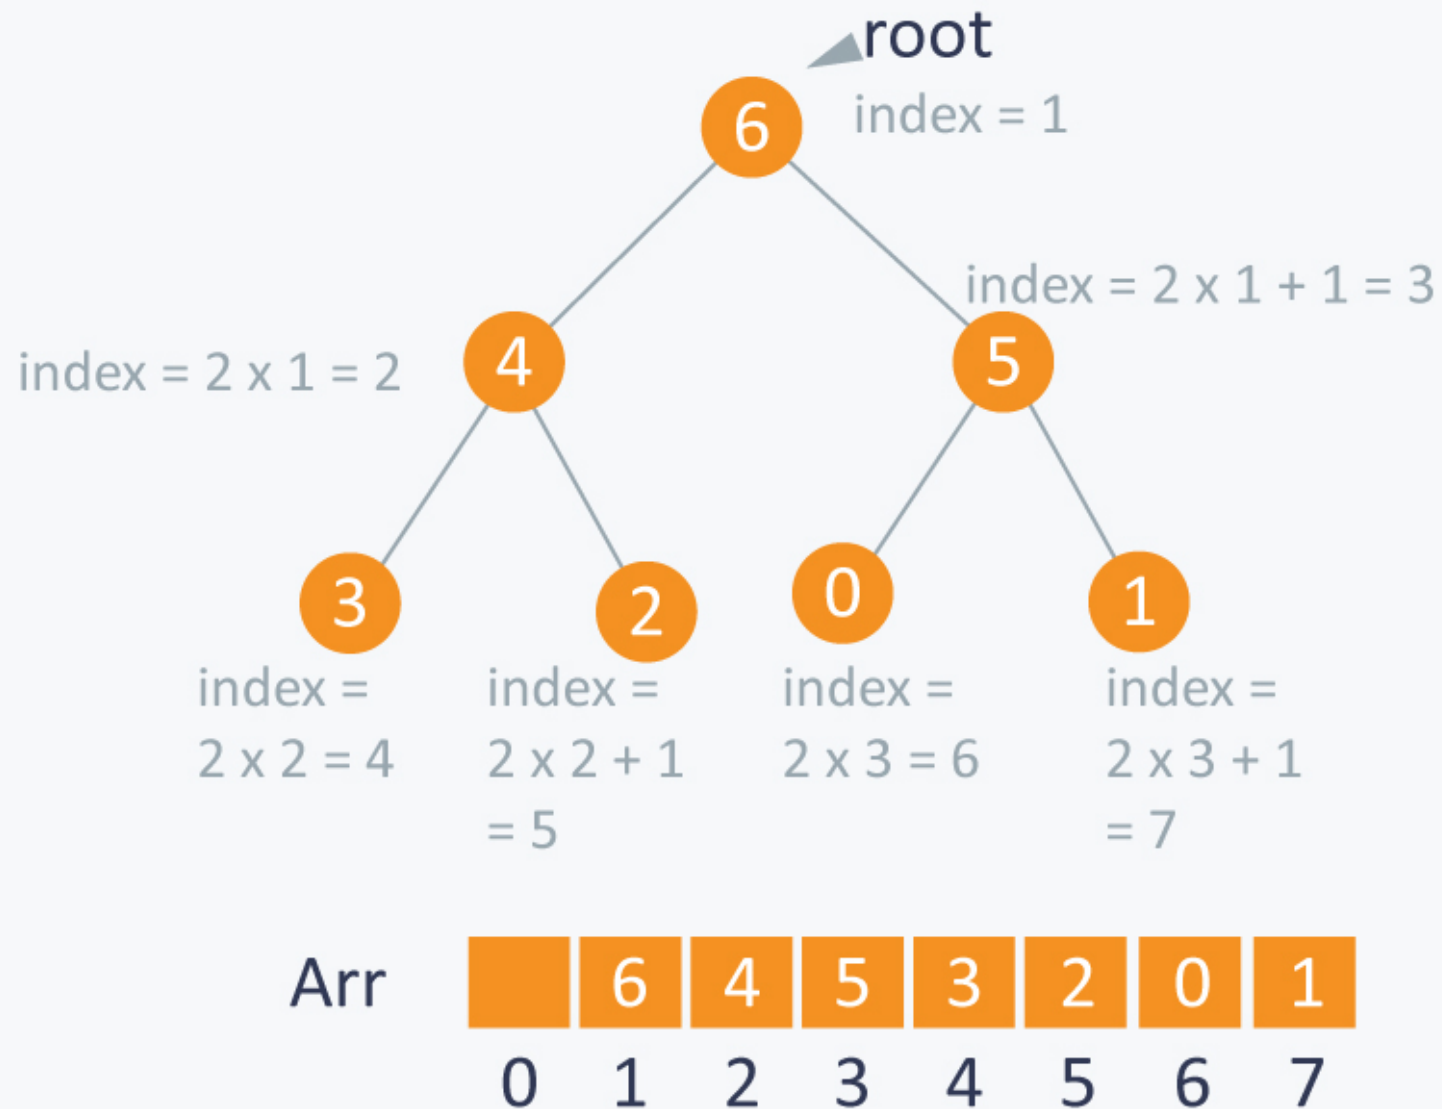 root
6
index = 1
index = 2 x 1 + 1 = 3
index = 2 x 1 = 2
4
5
3
2
0
1
index =
2 x 2 = 4
index =
2 x 2 + 1
= 5
index =
2 x 3 = 6
index =
2 x 3 + 1
= 7
Arr 6 4 5 3 2 0 1
0 1 2 3 4 5 6 7